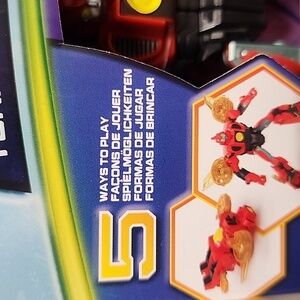 5
WAYS TO PLAY
FAÇONS DE JOUER
SPIELMÖGLICHKEITEN
FORMAS DE JUGAR
FORMAS DE BRINCAR